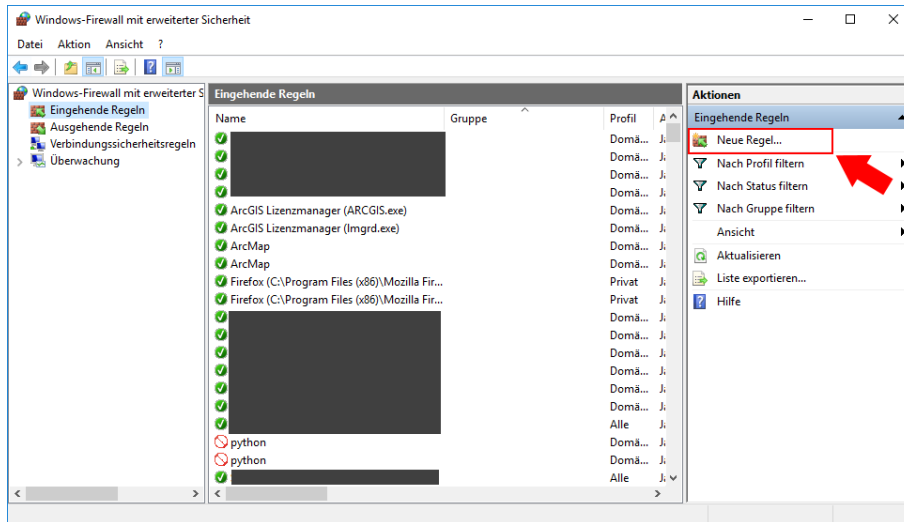 Windows-Firewall mit erweiterter Sicherheit
Datei Aktion Ansicht ?
Windows-Firewall mit erweiterter S
Eingehende Regeln
Ausgehende Regeln
Verbindungssicherheitsregeln
Überwachung
Eingehende Regeln
Name Gruppe Profil A
Domä... Ja
Domä... Ja
Domä... Ja
Domä... Ja
ArcGIS Lizenzmanager (ARCGIS.exe) Domä... Ja
ArcGIS Lizenzmanager (lmgrd.exe) Domä... Ja
ArcMap Domä... Ja
ArcMap Domä... Ja
Firefox (C:\Program Files (x86)\Mozilla Fir... Privat Ja
Firefox (C:\Program Files (x86)\Mozilla Fir... Privat Ja
Domä... Ja
Domä... Ja
Domä... Ja
Domä... Ja
Domä... Ja
Domä... Ja
Alle Ja
python Domä... Ja
python Domä... Ja
Alle Ja
Aktionen
Eingehende Regeln
Neue Regel...
Nach Profil filtern
Nach Status filtern
Nach Gruppe filtern
Ansicht
Aktualisieren
Liste exportieren...
Hilfe